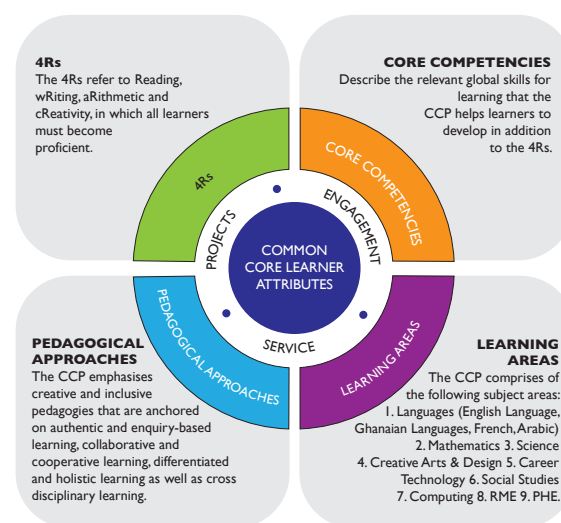 4Rs
The 4Rs refer to Reading,
wRiting, aRithmetic and
cReativity, in which all learners
must become
proficient.
CORE COMPETENCIES
Describe the relevant global skills for
learning that the
CCP helps learners to
develop in addition
to the 4Rs.
4Rs
CORE COMPETENCIES
PROJECTS
ENGAGEMENT
SERVICE
COMMON
CORE LEARNER
ATTRIBUTES
PEDAGOGICAL APPROACHES
LEARNING AREAS
PEDAGOGICAL
APPROACHES
The CCP emphasises
creative and inclusive
pedagogies that are anchored
on authentic and enquiry-based
learning, collaborative and
cooperative learning, differentiated
and holistic learning as well as cross
disciplinary learning.
LEARNING
AREAS
The CCP comprises of
the following subject areas:
1. Languages (English Language,
Ghanaian Languages, French, Arabic)
2. Mathematics 3. Science
4. Creative Arts & Design 5. Career
Technology 6. Social Studies
7. Computing 8. RME 9. PHE.